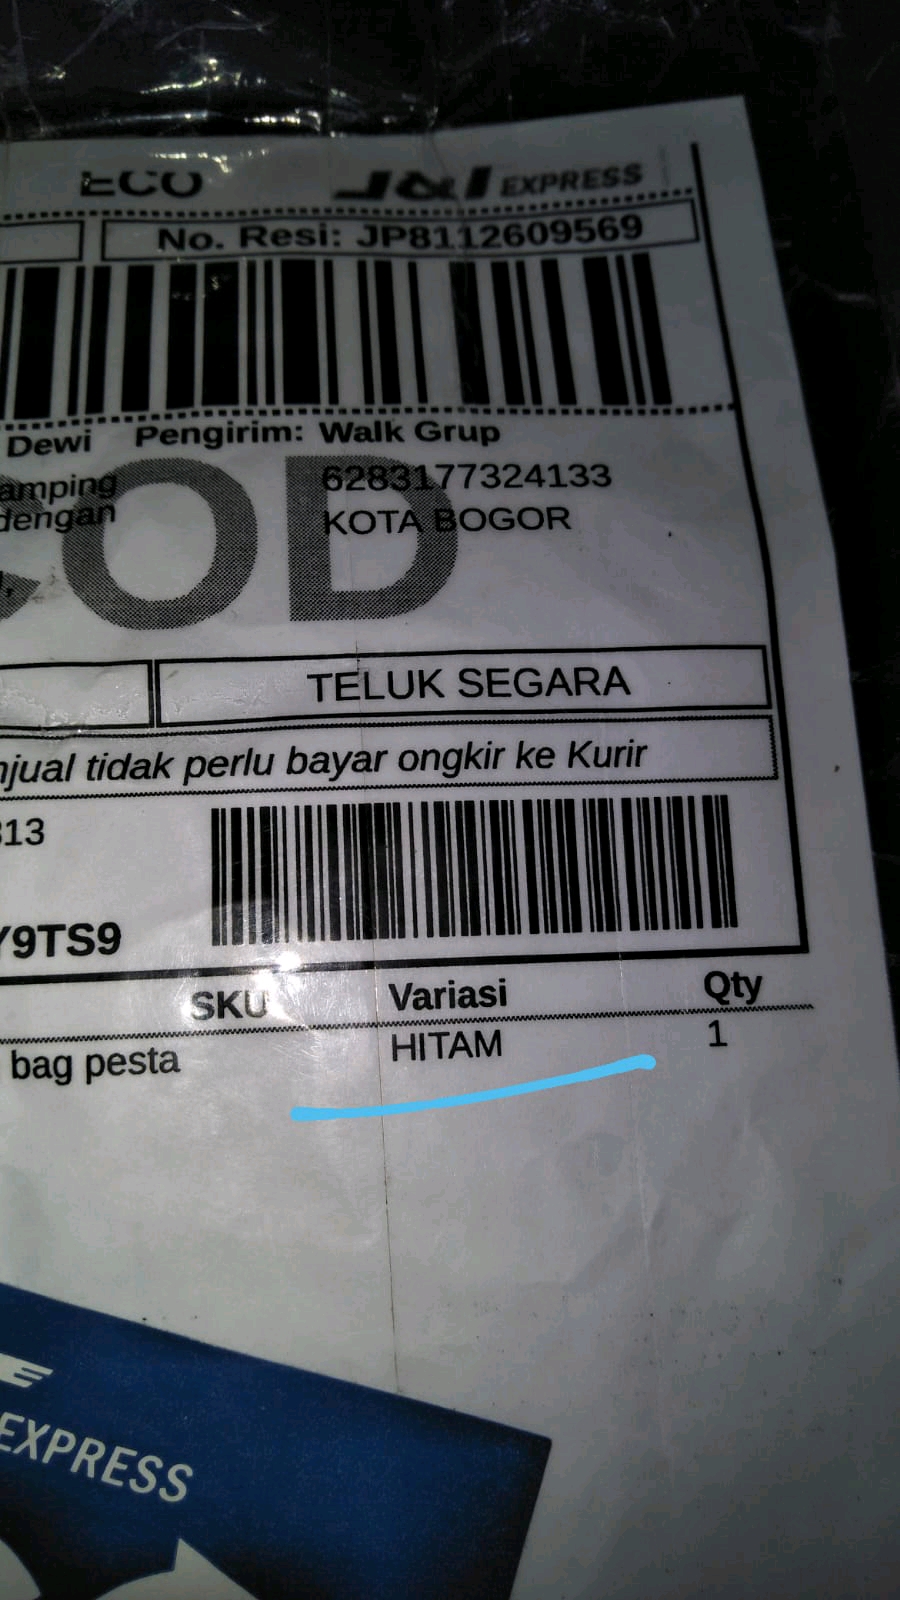 ECO J&T EXPRESS
No. Resi: JP8112609569
Dewi Pengirim: Walk Grup
amping 6283177324133
dengan KOTA BOGOR
COD
TELUK SEGARA
njual tidak perlu bayar ongkir ke Kurir
313
Y9TS9
SKU Variasi Qty
bag pesta HITAM 1
EXPRESS